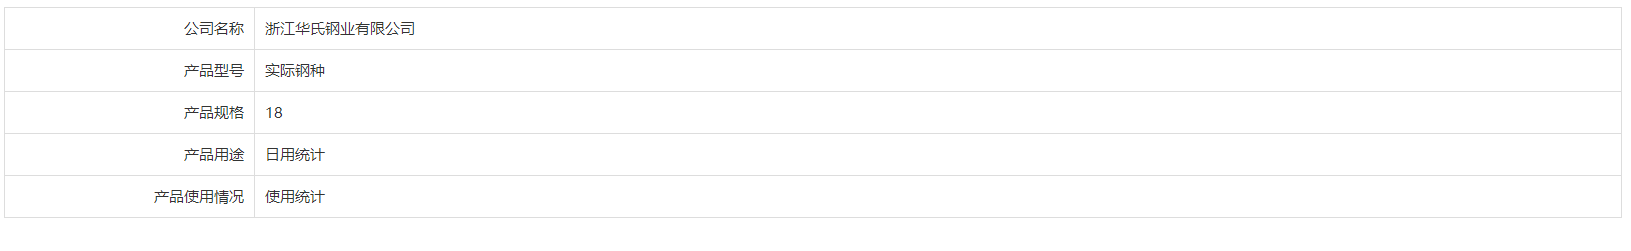 公司名称 浙江华氏钢业有限公司
产品型号 实际钢种
产品规格 18
产品用途 日用统计
产品使用情况 使用统计